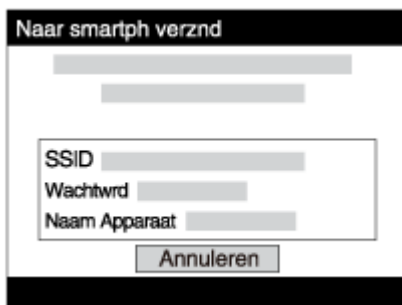 Naar smartph verznd
SSID
Wachtwrd
Naam Apparaat
Annuleren